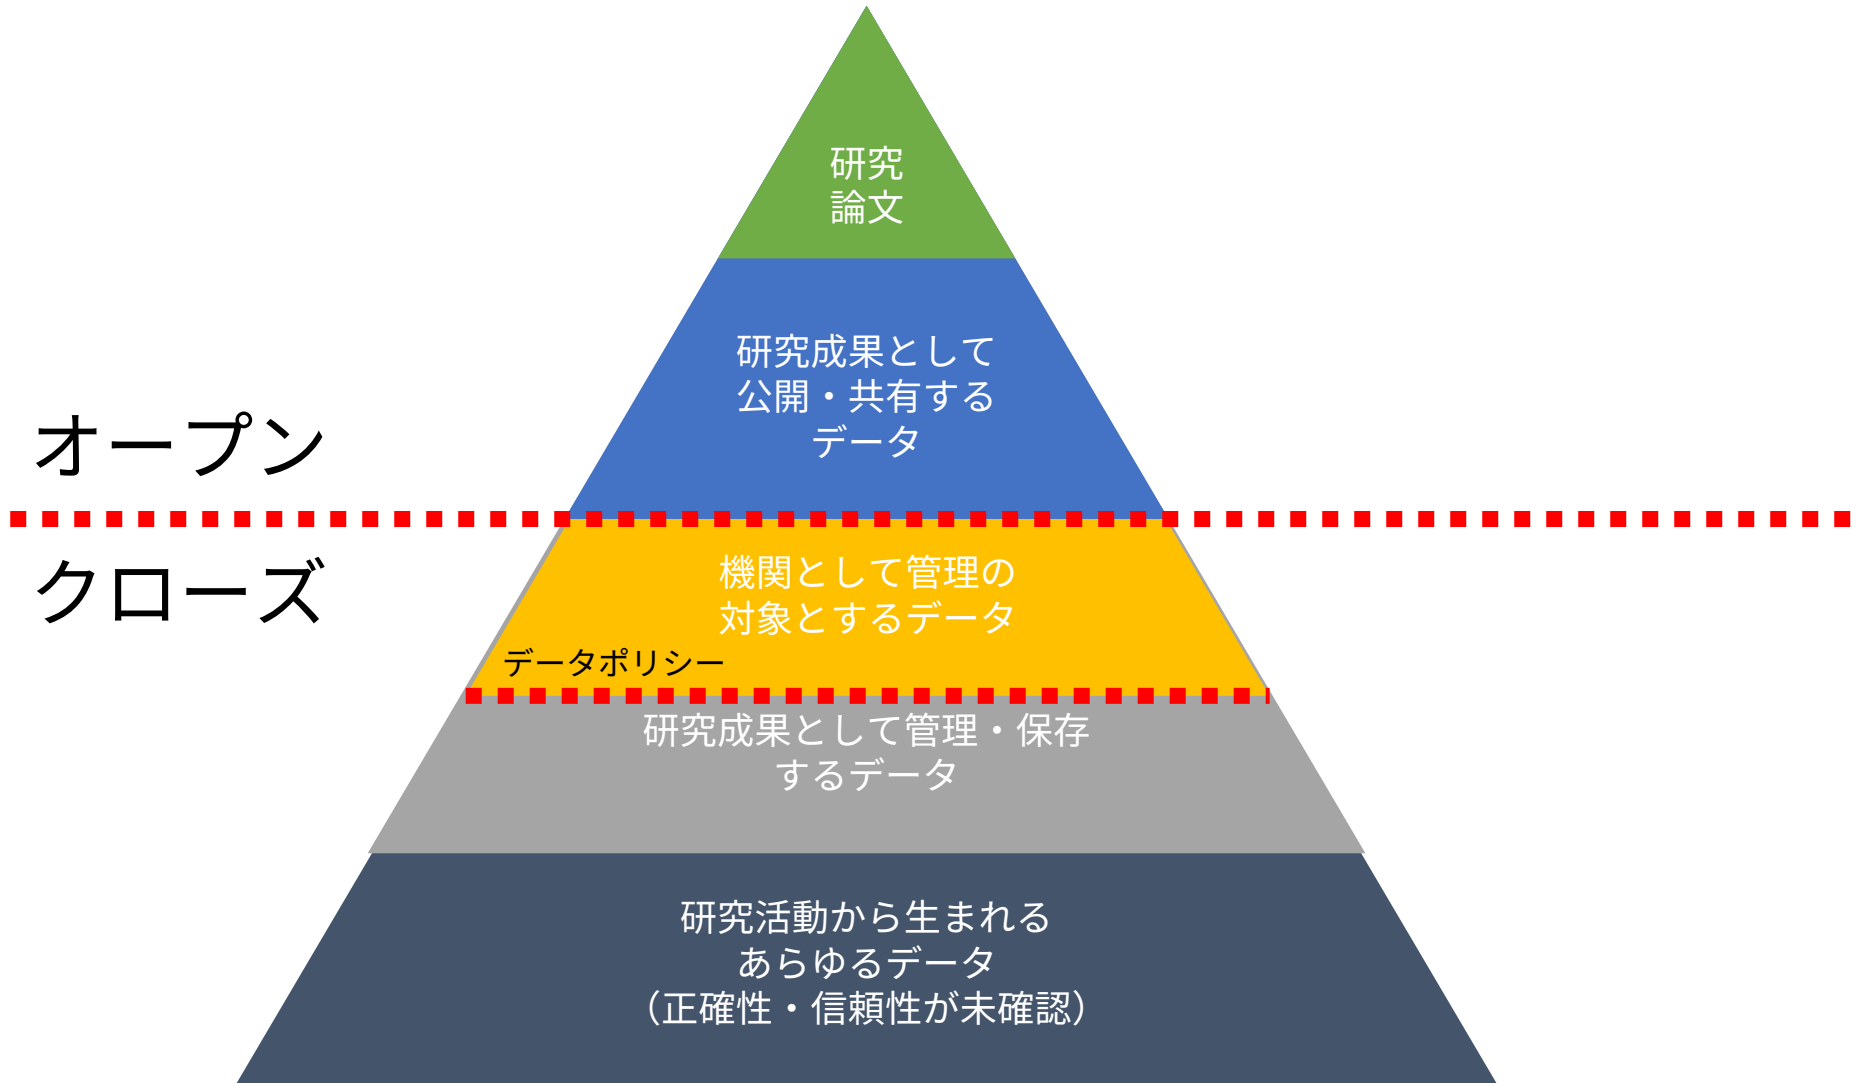 研究
論文
研究成果として
公開・共有する
データ
オープン
クローズ
機関として管理の
対象とするデータ
データポリシー
研究成果として管理・保存
するデータ
研究活動から生まれる
あらゆるデータ
（正確性・信頼性が未確認）